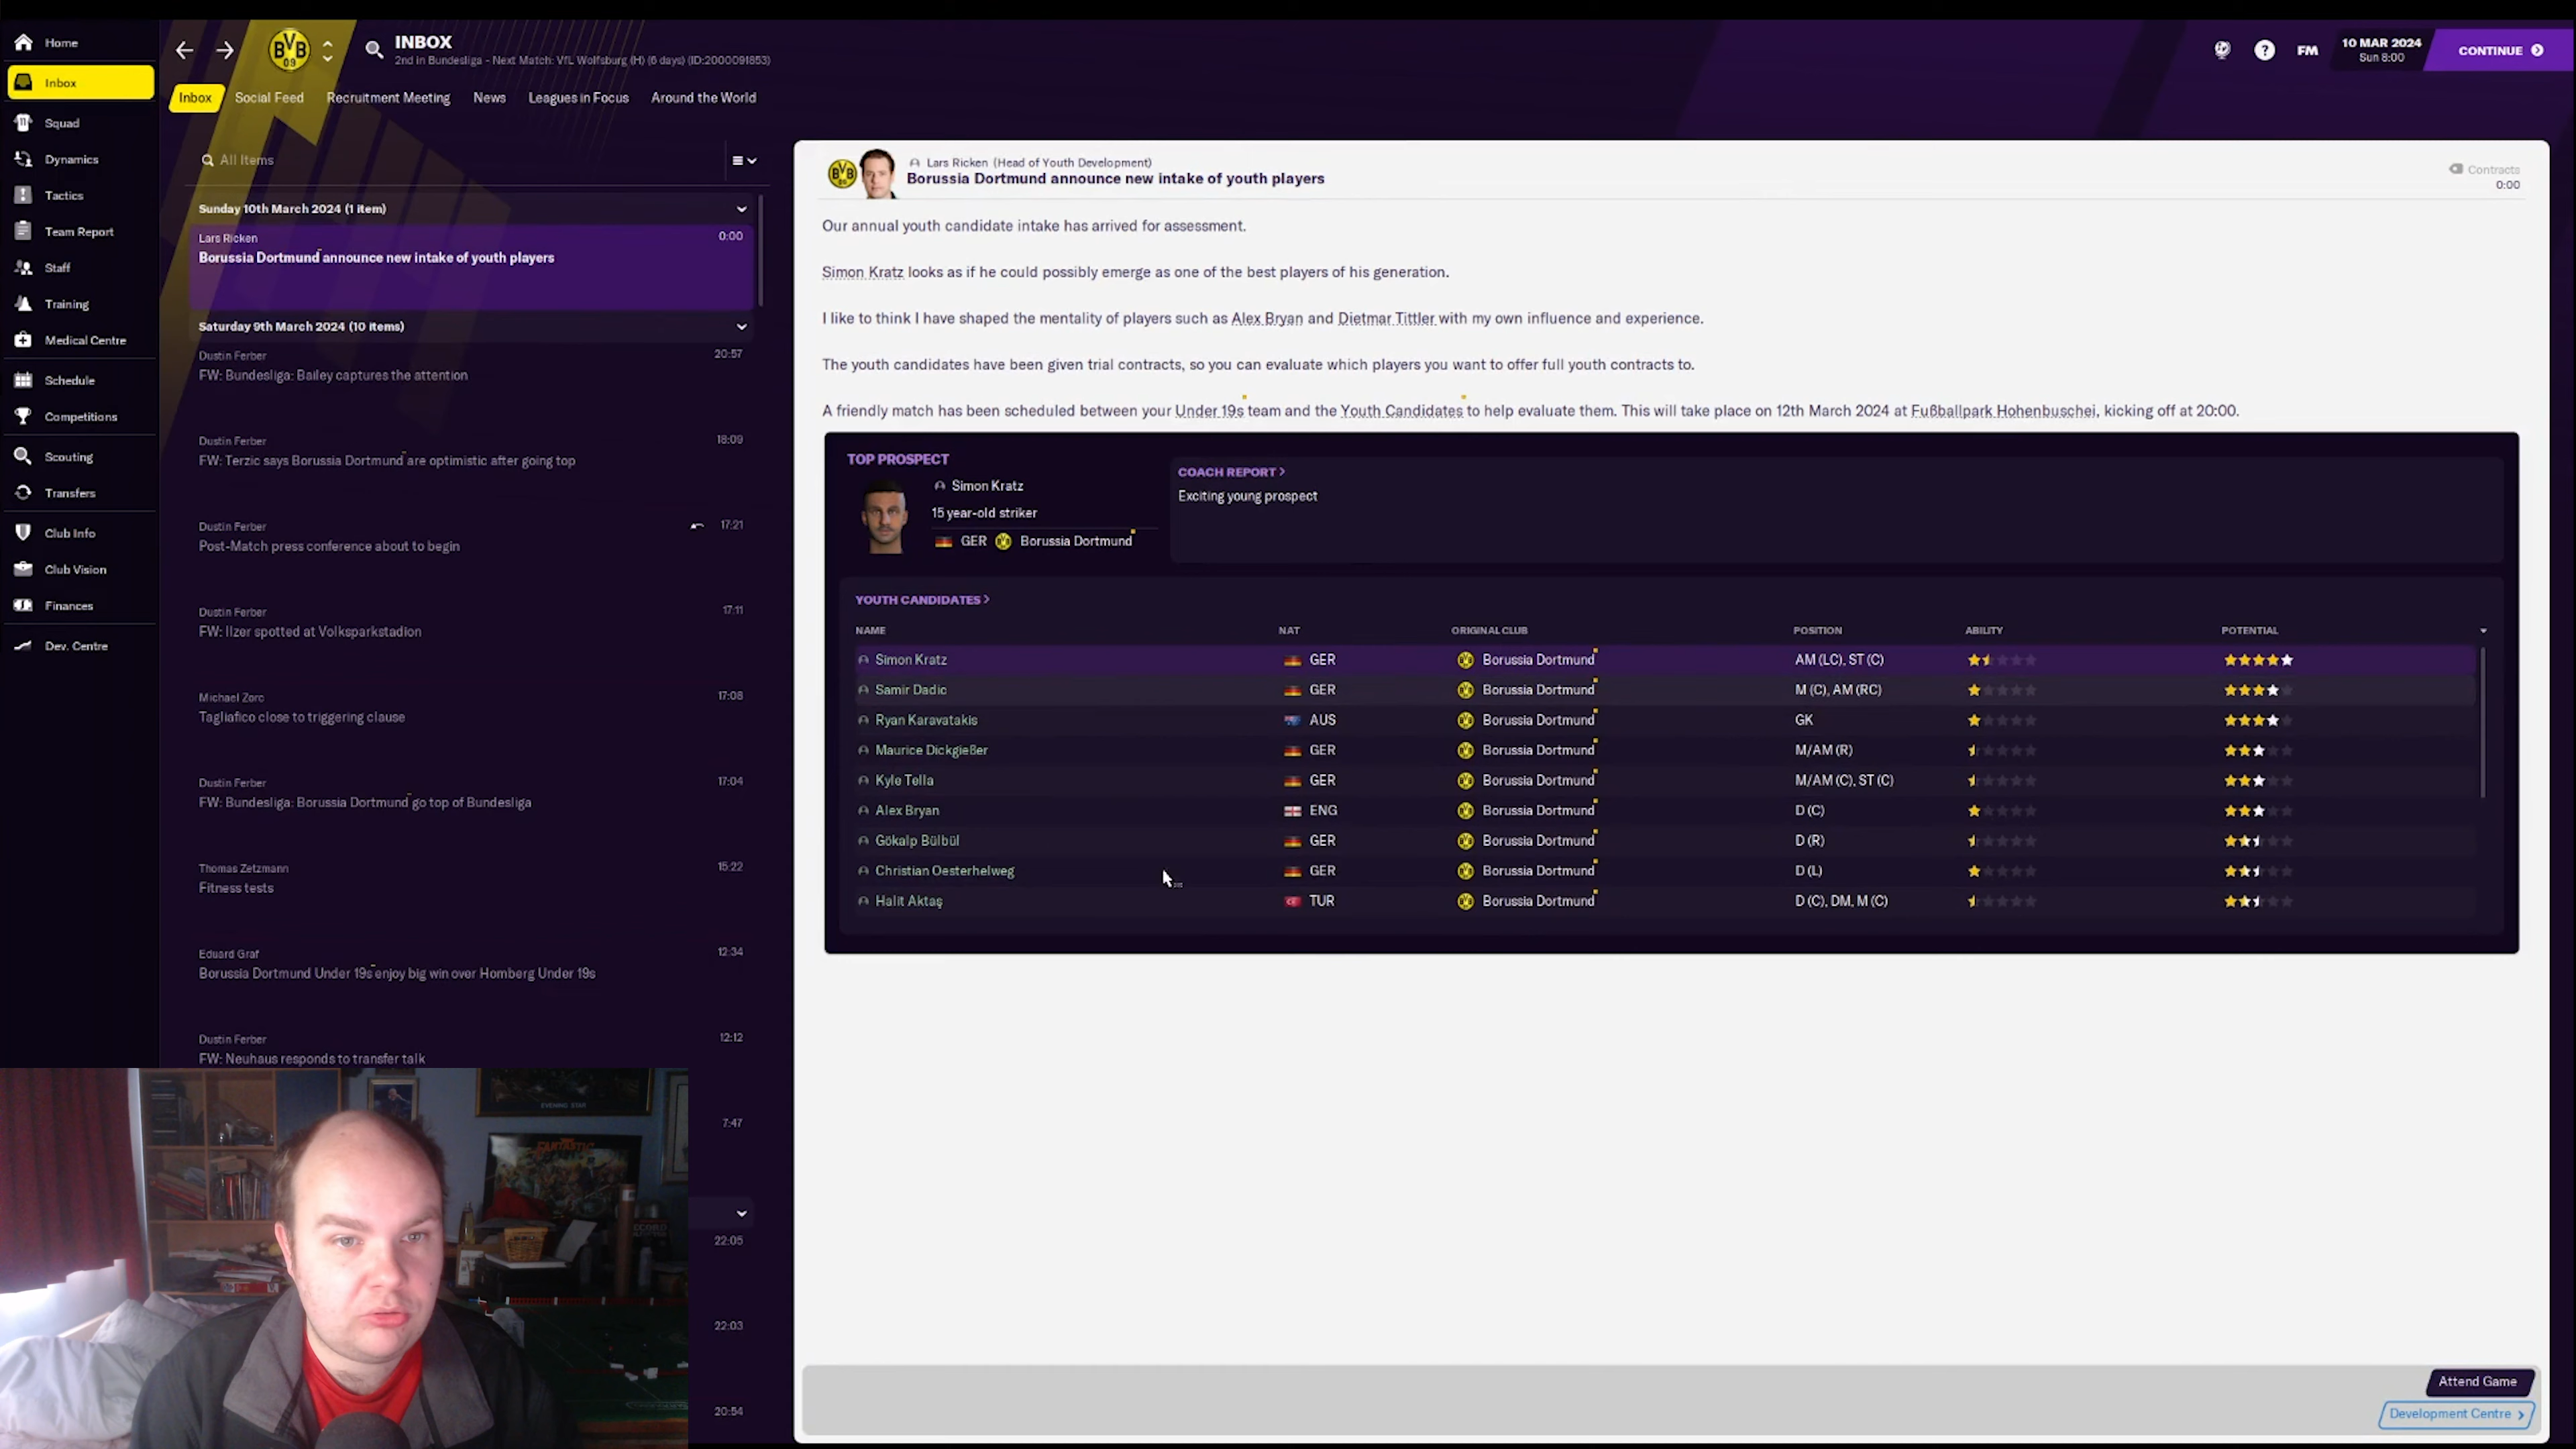 Home
Inbox
Squad
Dynamics
Tactics
Team Report
Staff
Training
Medical Centre
Schedule
Competitions
Scouting
Transfers
Club Info
Club Vision
Finances
Dev. Centre
BVB
09
INBOX
2nd in Bundesliga - Next Match: VfL Wolfsburg (H) (6 days) (ID:2000091853)
?
FM
10 MAR 2024
Sun 8:00
CONTINUE
Inbox Social Feed Recruitment Meeting News Leagues in Focus Around the World
All Items
Sunday 10th March 2024 (1 item)
Lars Ricken 0:00
Borussia Dortmund announce new intake of youth players
Saturday 9th March 2024 (10 items)
Dustin Ferber 20:57
FW: Bundesliga: Bailey captures the attention
Dustin Ferber 18:09
FW: Terzic says Borussia Dortmund are optimistic after going top
Dustin Ferber 17:21
Post-Match press conference about to begin
Dustin Ferber 17:11
FW: Ilzer spotted at Volksparkstadion
Michael Zorc 17:08
Tagliafico close to triggering clause
Dustin Ferber 17:04
FW: Bundesliga: Borussia Dortmund go top of Bundesliga
Thomas Zetzmann 15:22
Fitness tests
Eduard Graf 12:34
Borussia Dortmund Under 19s enjoy big win over Homberg Under 19s
Dustin Ferber 12:12
FW: Neuhaus responds to transfer talk
7:47
22:05
22:03
20:54
EVENING STAR
FANTASTIC
Lars Ricken (Head of Youth Development)
Borussia Dortmund announce new intake of youth players
Contracts
0:00
Our annual youth candidate intake has arrived for assessment.
Simon Kratz looks as if he could possibly emerge as one of the best players of his generation.
I like to think I have shaped the mentality of players such as Alex Bryan and Dietmar Tittler with my own influence and experience.
The youth candidates have been given trial contracts, so you can evaluate which players you want to offer full youth contracts to.
A friendly match has been scheduled between your Under 19s team and the Youth Candidates to help evaluate them. This will take place on 12th March 2024 at Fußballpark Hohenbuschei, kicking off at 20:00.
TOP PROSPECT
Simon Kratz
15 year-old striker
GER Borussia Dortmund
COACH REPORT >
Exciting young prospect
YOUTH CANDIDATES >
NAME NAT ORIGINAL CLUB POSITION ABILITY POTENTIAL
Simon Kratz GER Borussia Dortmund AM (LC), ST (C)
Samir Dadic GER Borussia Dortmund M (C), AM (RC)
Ryan Karavatakis AUS Borussia Dortmund GK
Maurice Dickgießer GER Borussia Dortmund M/AM (R)
Kyle Tella GER Borussia Dortmund M/AM (C), ST (C)
Alex Bryan ENG Borussia Dortmund D (C)
Gökalp Bülbül GER Borussia Dortmund D (R)
Christian Oesterhelweg GER Borussia Dortmund D (L)
Halit Aktaş TUR Borussia Dortmund D (C), DM, M (C)
Attend Game
Development Centre >